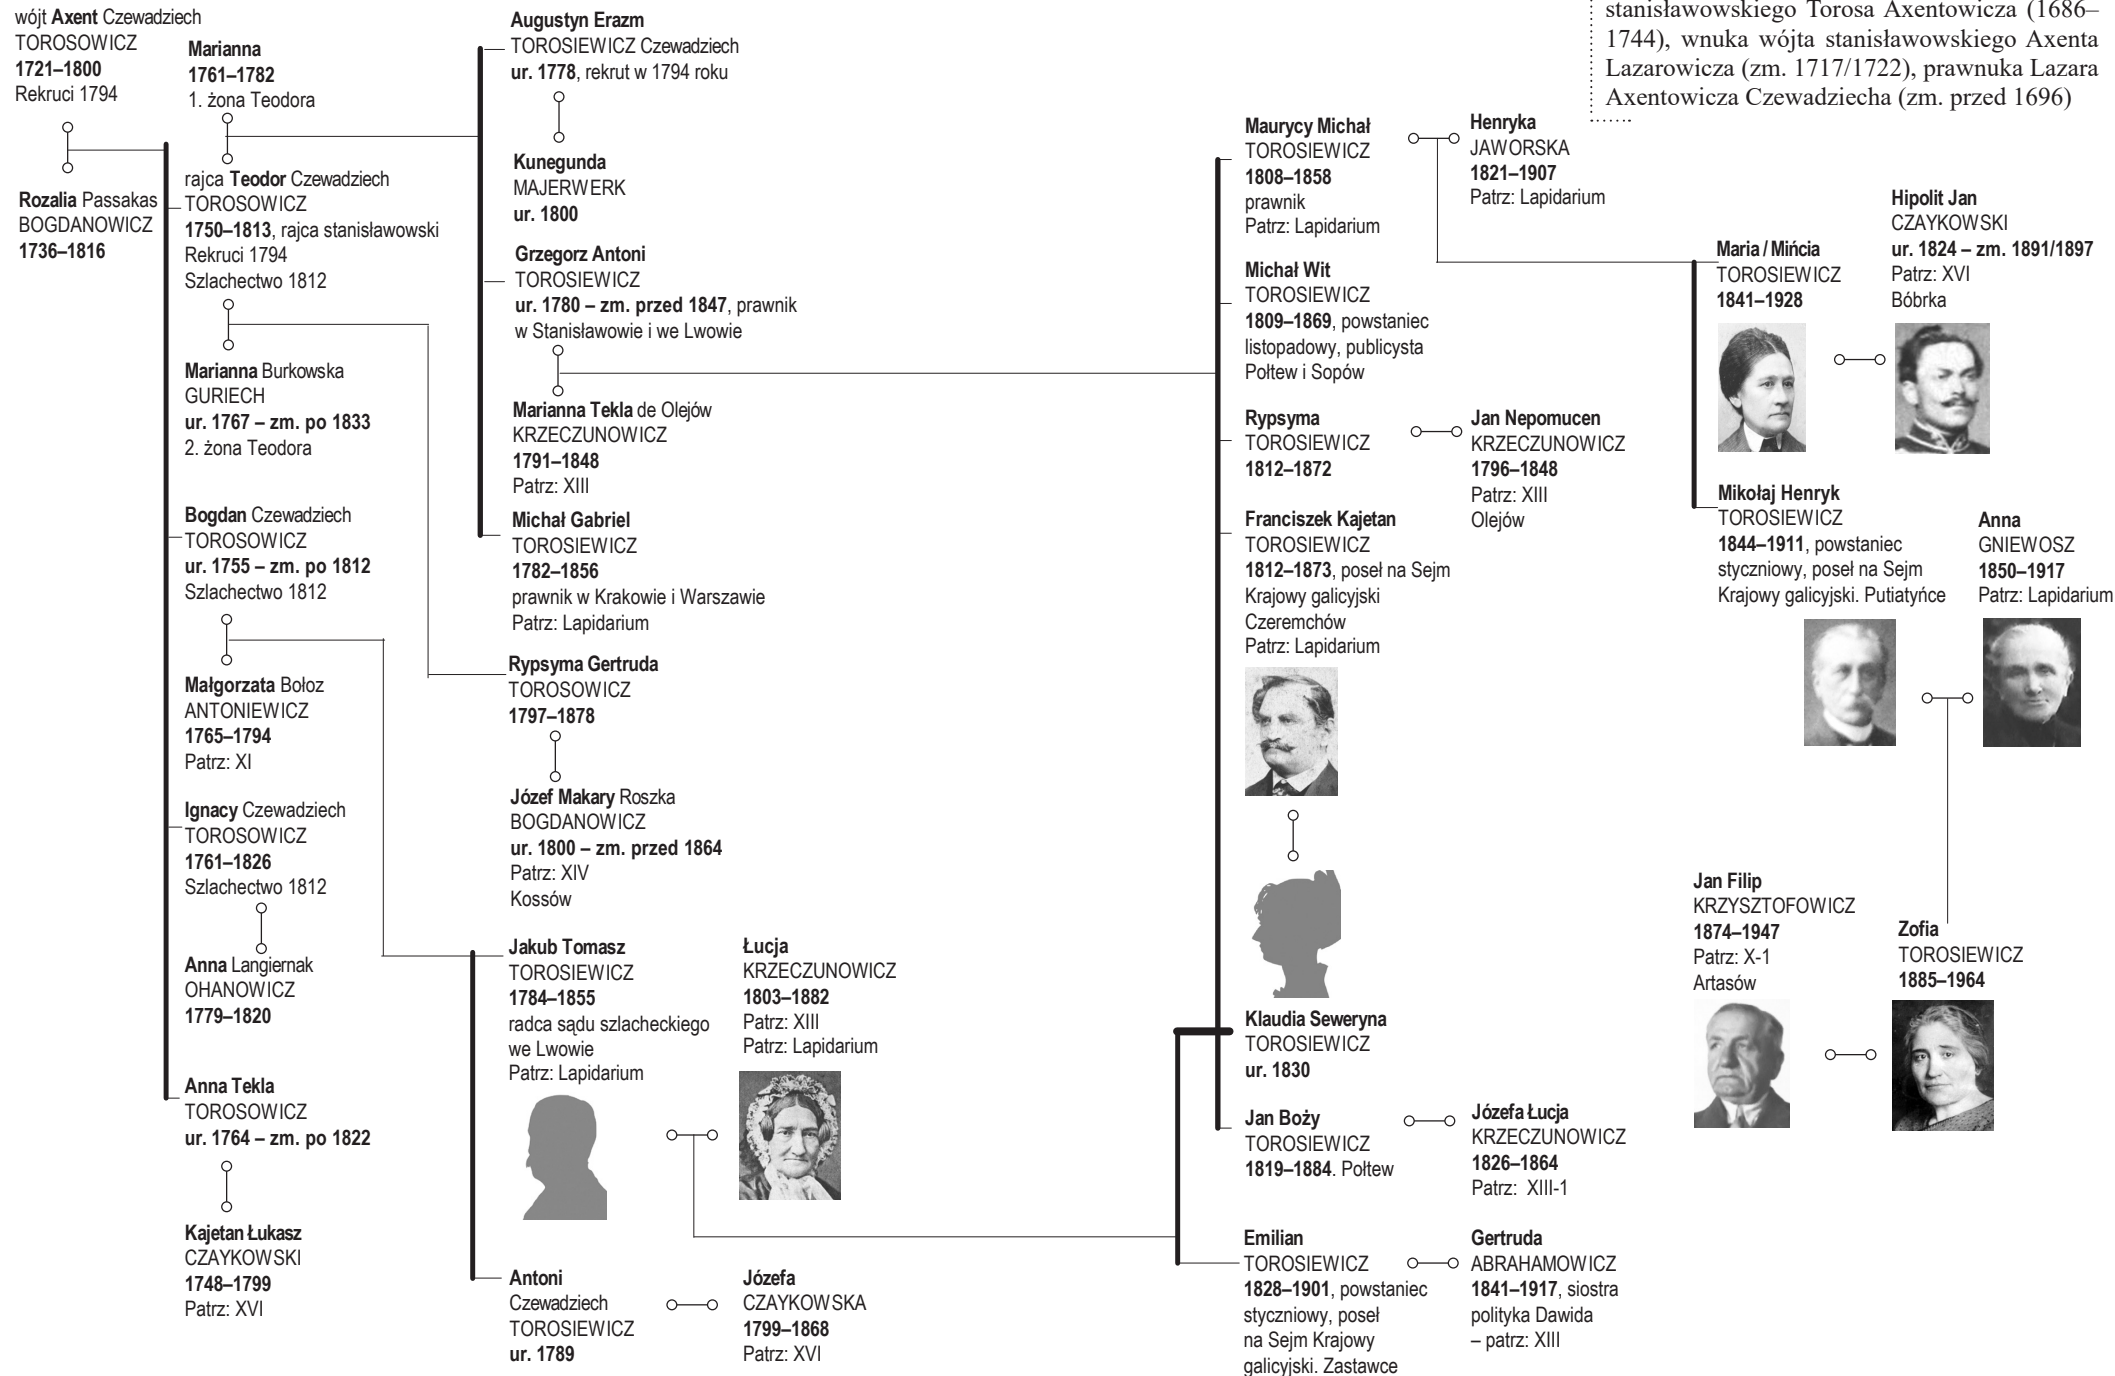 wójt Axent Czewadziech
TOROSOWICZ
1721–1800
Rekruci 1794
Rozalia Passakas
BOGDANOWICZ
1736–1816
Marianna
1761–1782
1. żona Teodora
rajca Teodor Czewadziech
TOROSOWICZ
1750–1813, rajca stanisławowski
Rekruci 1794
Szlachectwo 1812
Marianna Burkowska
GURIECH
ur. 1767 – zm. po 1833
2. żona Teodora
Bogdan Czewadziech
TOROSOWICZ
ur. 1755 – zm. po 1812
Szlachectwo 1812
Małgorzata Bołoz
ANTONIEWICZ
1765–1794
Patrz: XI
Ignacy Czewadziech
TOROSOWICZ
1761–1826
Szlachectwo 1812
Anna Langiernak
OHANOWICZ
1779–1820
Anna Tekla
TOROSOWICZ
ur. 1764 – zm. po 1822
Kajetan Łukasz
CZAYKOWSKI
1748–1799
Patrz: XVI
Augustyn Erazm
TOROSIEWICZ Czewadziech
ur. 1778, rekrut w 1794 roku
Kunegunda
MAJERWERK
ur. 1800
Grzegorz Antoni
TOROSIEWICZ
ur. 1780 – zm. przed 1847, prawnik
w Stanisławowie i we Lwowie
Marianna Tekla de Olejów
KRZECZUNOWICZ
1791–1848
Patrz: XIII
Michał Gabriel
TOROSIEWICZ
1782–1856
prawnik w Krakowie i Warszawie
Patrz: Lapidarium
Rypsyma Gertruda
TOROSOWICZ
1797–1878
Józef Makary Roszka
BOGDANOWICZ
ur. 1800 – zm. przed 1864
Patrz: XIV
Kossów
Jakub Tomasz
TOROSIEWICZ
1784–1855
radca sądu szlacheckiego
we Lwowie
Patrz: Lapidarium
Łucja
KRZECZUNOWICZ
1803–1882
Patrz: XIII
Patrz: Lapidarium
Antoni
Czewadziech
TOROSIEWICZ
ur. 1789
Józefa
CZAYKOWSKA
1799–1868
Patrz: XVI
Maurycy Michał
TOROSIEWICZ
1808–1858
prawnik
Patrz: Lapidarium
Henryka
JAWORSKA
1821–1907
Patrz: Lapidarium
Michał Wit
TOROSIEWICZ
1809–1869, powstaniec
listopadowy, publicysta
Połtew i Sopów
Rypsyma
TOROSIEWICZ
1812–1872
Jan Nepomucen
KRZECZUNOWICZ
1796–1848
Patrz: XIII
Olejów
Franciszek Kajetan
TOROSIEWICZ
1812–1873, poseł na Sejm
Krajowy galicyjski
Czeremchów
Patrz: Lapidarium
Klaudia Seweryna
TOROSIEWICZ
ur. 1830
Jan Boży
TOROSIEWICZ
1819–1884. Połtew
Józefa Łucja
KRZECZUNOWICZ
1826–1864
Patrz: XIII-1
Emilian
TOROSIEWICZ
1828–1901, powstaniec
styczniowy, poseł
na Sejm Krajowy
galicyjski. Zastawce
Gertruda
ABRAHAMOWICZ
1841–1917, siostra
polityka Dawida
– patrz: XIII
stanisławowskiego Torosa Axentowicza (1686–
1744), wnuka wójta stanisławowskiego Axenta
Lazarowicza (zm. 1717/1722), prawnuka Lazara
Axentowicza Czewadziecha (zm. przed 1696)
Maria / Mińcia
TOROSIEWICZ
1841–1928
Hipolit Jan
CZAYKOWSKI
ur. 1824 – zm. 1891/1897
Patrz: XVI
Bóbrka
Mikołaj Henryk
TOROSIEWICZ
1844–1911, powstaniec
styczniowy, poseł na Sejm
Krajowy galicyjski. Putiatyńce
Anna
GNIEWOSZ
1850–1917
Patrz: Lapidarium
Jan Filip
KRZYSZTOFOWICZ
1874–1947
Patrz: X-1
Artasów
Zofia
TOROSIEWICZ
1885–1964